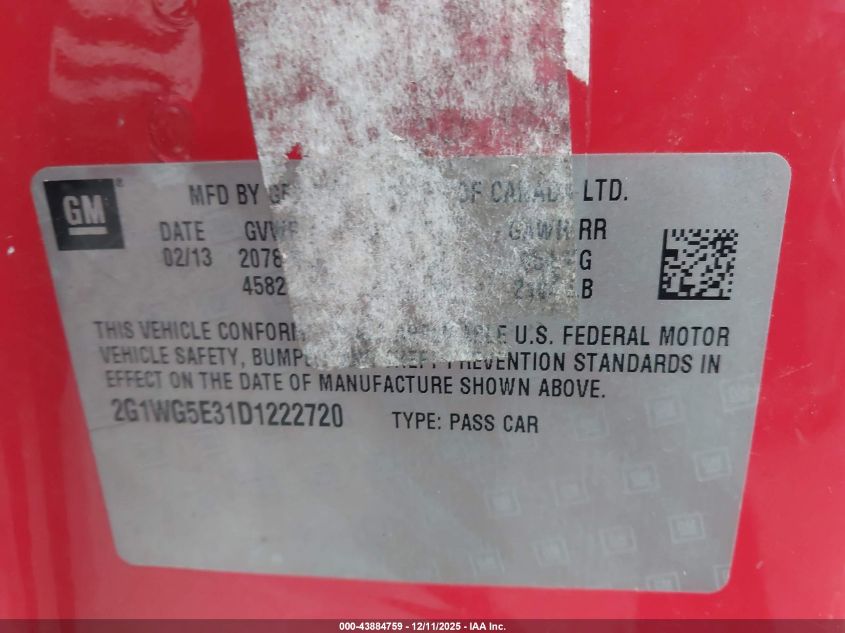 GM®
MFD BY OF CANADA LTD.
DATE GVWR GAWR RR
02/13 2078
4582
THIS VEHICLE CONFORMS U.S. FEDERAL MOTOR
VEHICLE SAFETY, BUMPER, THEFT PREVENTION STANDARDS IN
EFFECT ON THE DATE OF MANUFACTURE SHOWN ABOVE.
2G1WG5E31D1222720 TYPE: PASS CAR
000-43884759 - 12/11/2025 - IAA Inc.